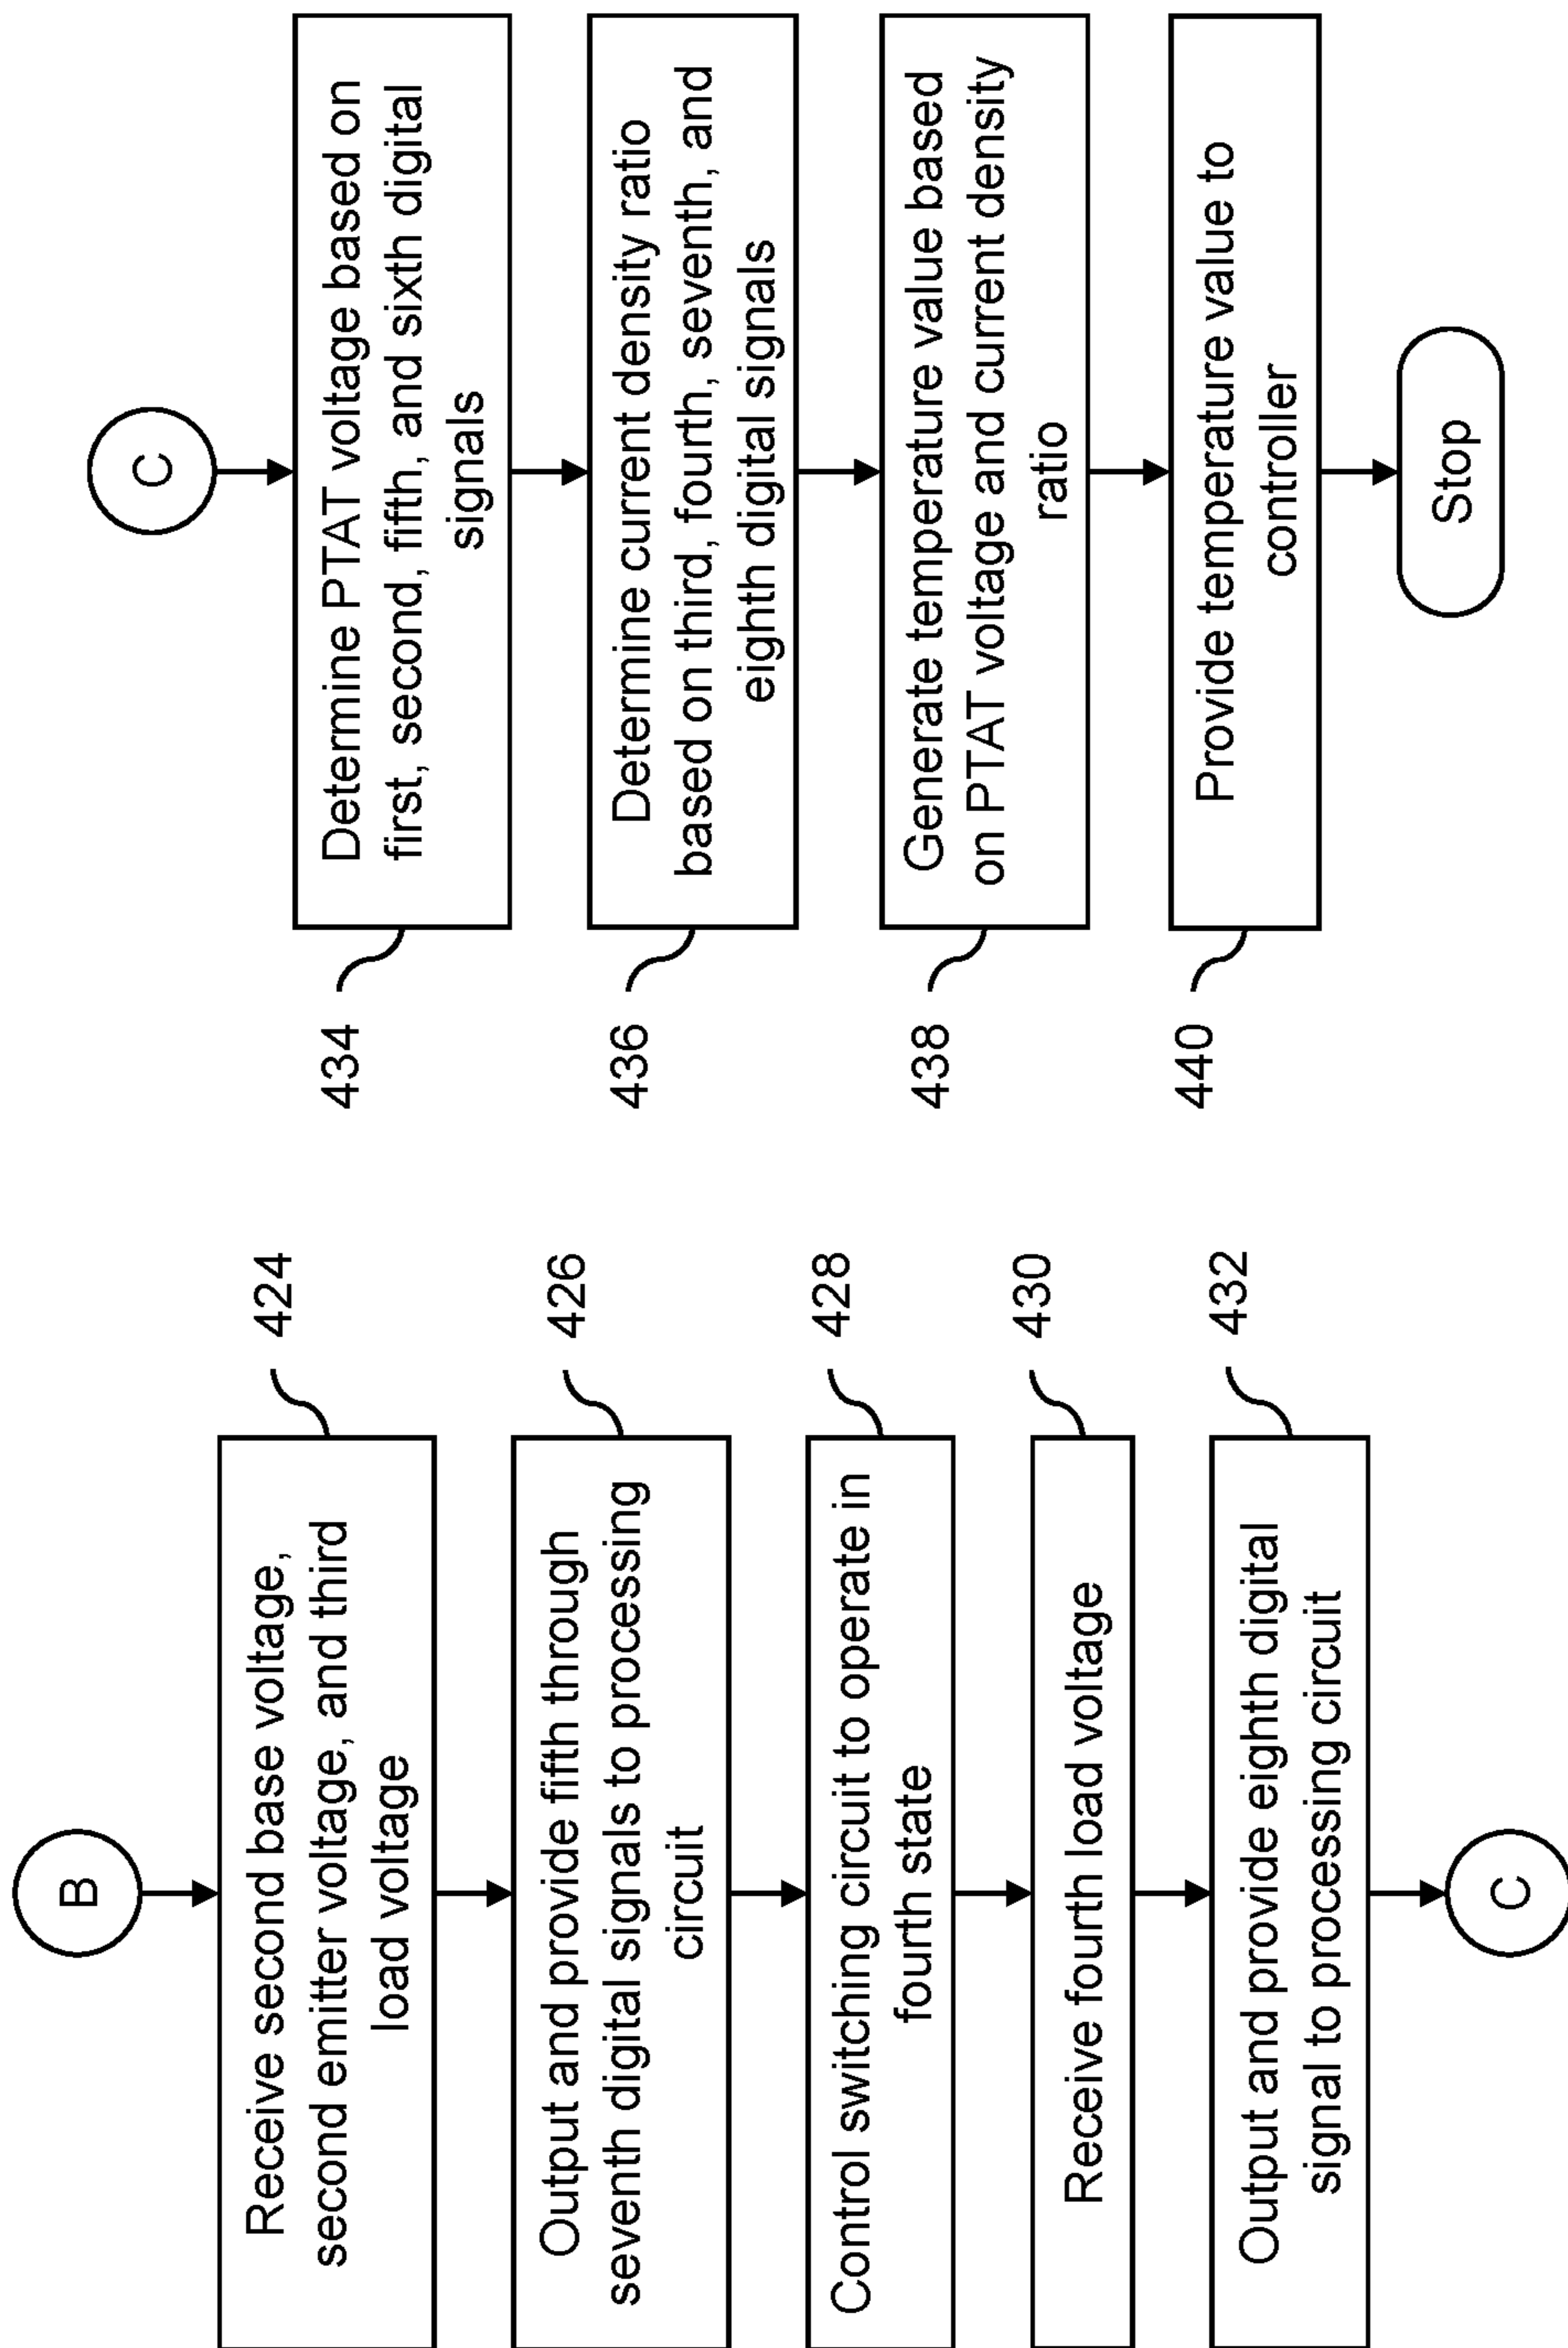 B
424
Receive second base voltage,
second emitter voltage, and third
load voltage
426
Output and provide fifth through
seventh digital signals to processing
circuit
428
Control switching circuit to operate in
fourth state
430
Receive fourth load voltage
432
Output and provide eighth digital
signal to processing circuit
C
C
434
Determine PTAT voltage based on
first, second, fifth, and sixth digital
signals
436
Determine current density ratio
based on third, fourth, seventh, and
eighth digital signals
438
Generate temperature value based
on PTAT voltage and current density
ratio
440
Provide temperature value to
controller
Stop